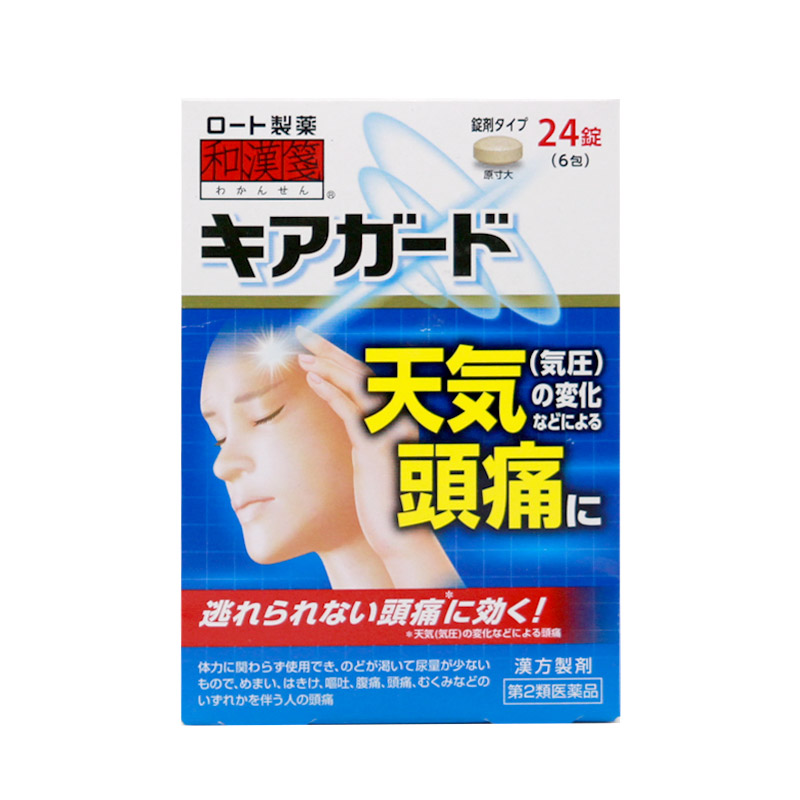 ロート製薬
和漢箋
わかんせん®
錠剤タイプ
24錠
(6包)
原寸大
キアガード
天気(気圧)の変化などによる
頭痛に
逃れられない頭痛*に効く!
*天気(気圧)の変化などによる頭痛
体力に関わらず使用でき、のどが渇いて尿量が少ない
もので、めまい、はきけ、嘔吐、腹痛、頭痛、むくみなどの
いずれかを伴う人の頭痛
漢方製剤
第2類医薬品